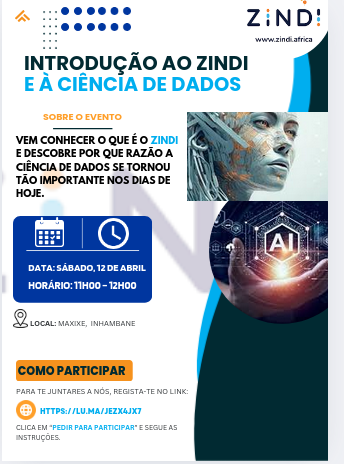 ZINDI
www.zindi.africa
INTRODUÇÃO AO ZINDI
E À CIÊNCIA DE DADOS
SOBRE O EVENTO
VEM CONHECER O QUE É O ZINDI
E DESCOBRE POR QUE RAZÃO A
CIÊNCIA DE DADOS SE TORNOU
TÃO IMPORTANTE NOS DIAS DE
HOJE.
AI
DATA: SÁBADO, 12 DE ABRIL
HORÁRIO: 11H00 – 12H00
LOCAL: MAXIXE, INHAMBANE
COMO PARTICIPAR
PARA TE JUNTARES A NÓS, REGISTA-TE NO LINK:
HTTPS://LU.MA/JEZX4JX7
CLICA EM "PEDIR PARA PARTICIPAR" E SEGUE AS
INSTRUÇÕES.